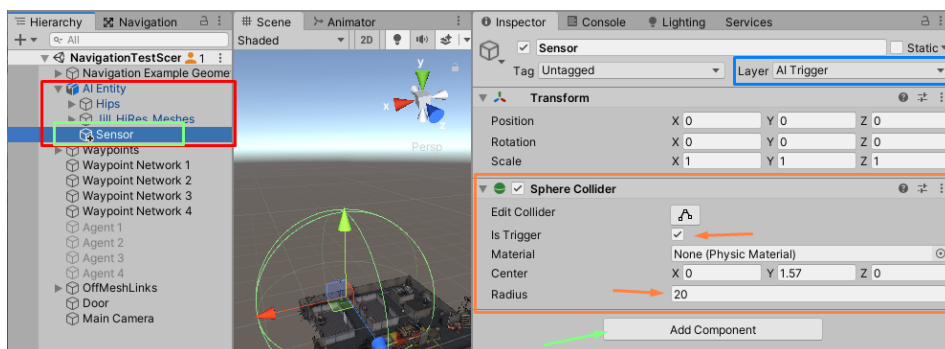 Hierarchy
Navigation
Scene
Animator
Inspector
Console
Lighting
Services
All
Shaded
2D
Sensor
Static
Tag Untagged
Layer AI Trigger
NavigationTestScer 1
Navigation Example Geome
AI Entity
Hips
Jill_HiRes_Meshes
Sensor
Waypoints
Waypoint Network 1
Waypoint Network 2
Waypoint Network 3
Waypoint Network 4
Agent 1
Agent 2
Agent 3
Agent 4
OffMeshLinks
Door
Main Camera
y
x
z
Persp
Transform
Position X 0 Y 0 Z 0
Rotation X 0 Y 0 Z 0
Scale X 1 Y 1 Z 1
Sphere Collider
Edit Collider
Is Trigger
Material None (Physic Material)
Center X 0 Y 1.57 Z 0
Radius 20
Add Component